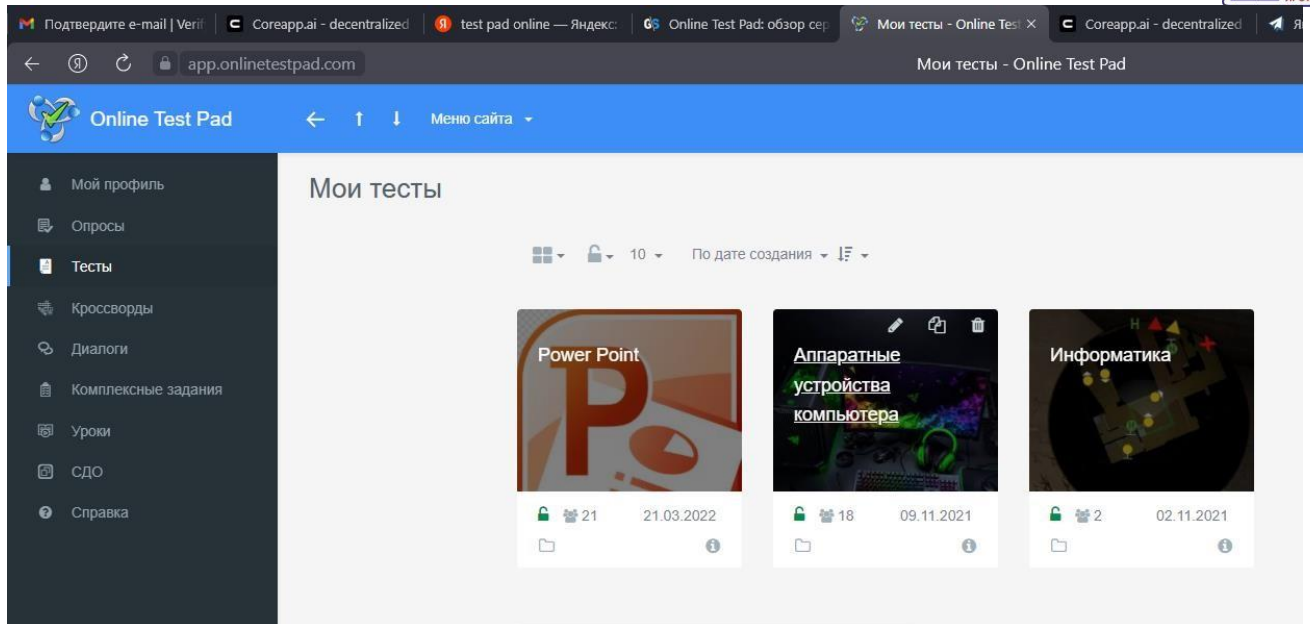 Подтвердите e-mail | Verif
Coreapp.ai - decentralized
test pad online — Яндекс:
Online Test Pad: обзор сер
Мои тесты - Online Tes
Coreapp.ai - decentralized
app.onlinetestpad.com
Мои тесты - Online Test Pad
Online Test Pad
Меню сайта
Мой профиль
Опросы
Тесты
Кроссворды
Диалоги
Комплексные задания
Уроки
СДО
Справка
Мои тесты
10
По дате создания
Power Point
21
21.03.2022
Аппаратные
устройства
компьютера
18
09.11.2021
Информатика
H
2
02.11.2021